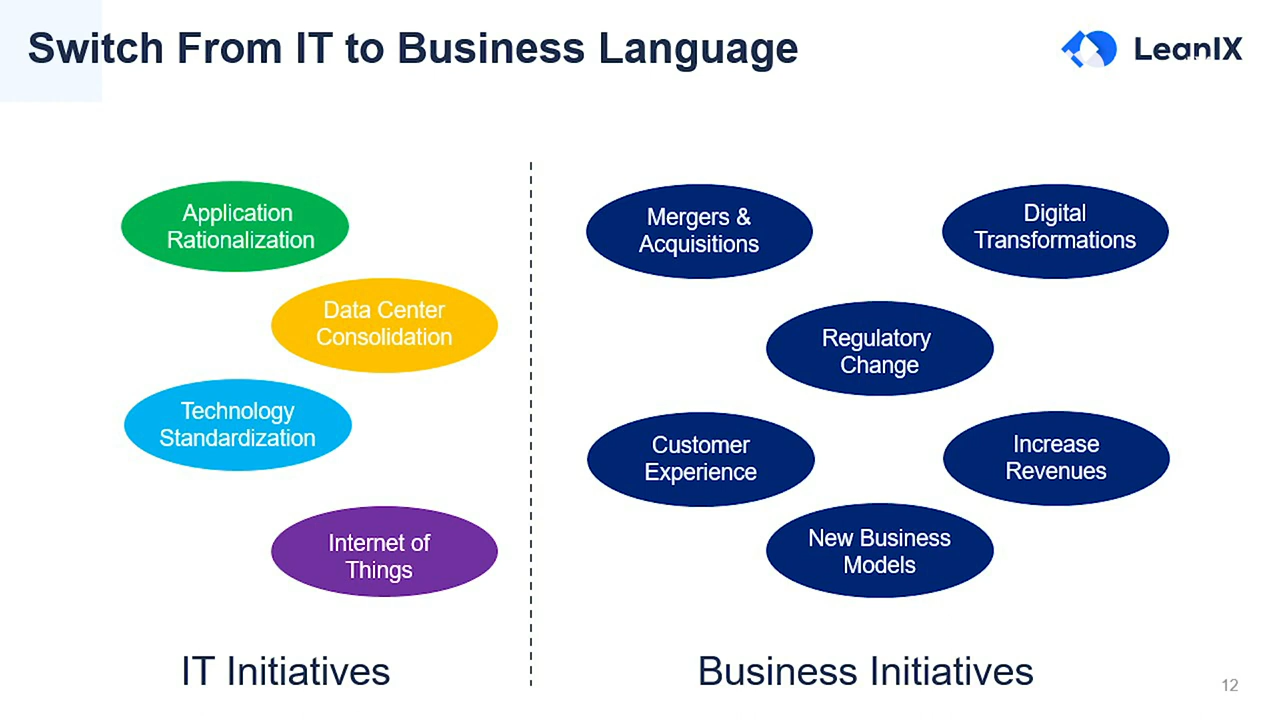 Switch From IT to Business Language
LeanIX
Application
Rationalization
Data Center
Consolidation
Technology
Standardization
Internet of
Things
IT Initiatives
Mergers &
Acquisitions
Digital
Transformations
Regulatory
Change
Customer
Experience
Increase
Revenues
New Business
Models
Business Initiatives
12